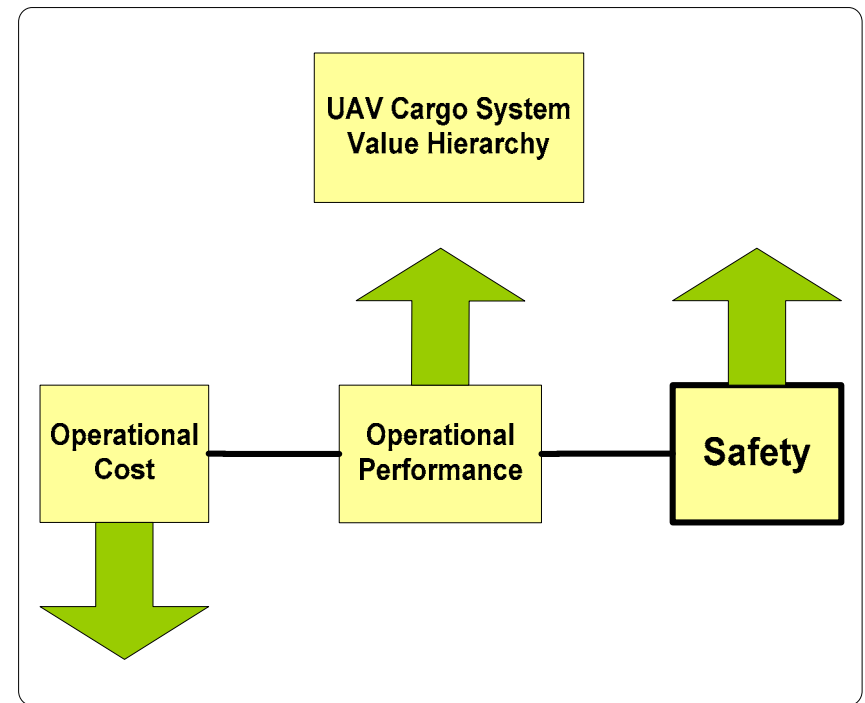 UAV Cargo System
Value Hierarchy
Operational
Cost
Operational
Performance
Safety